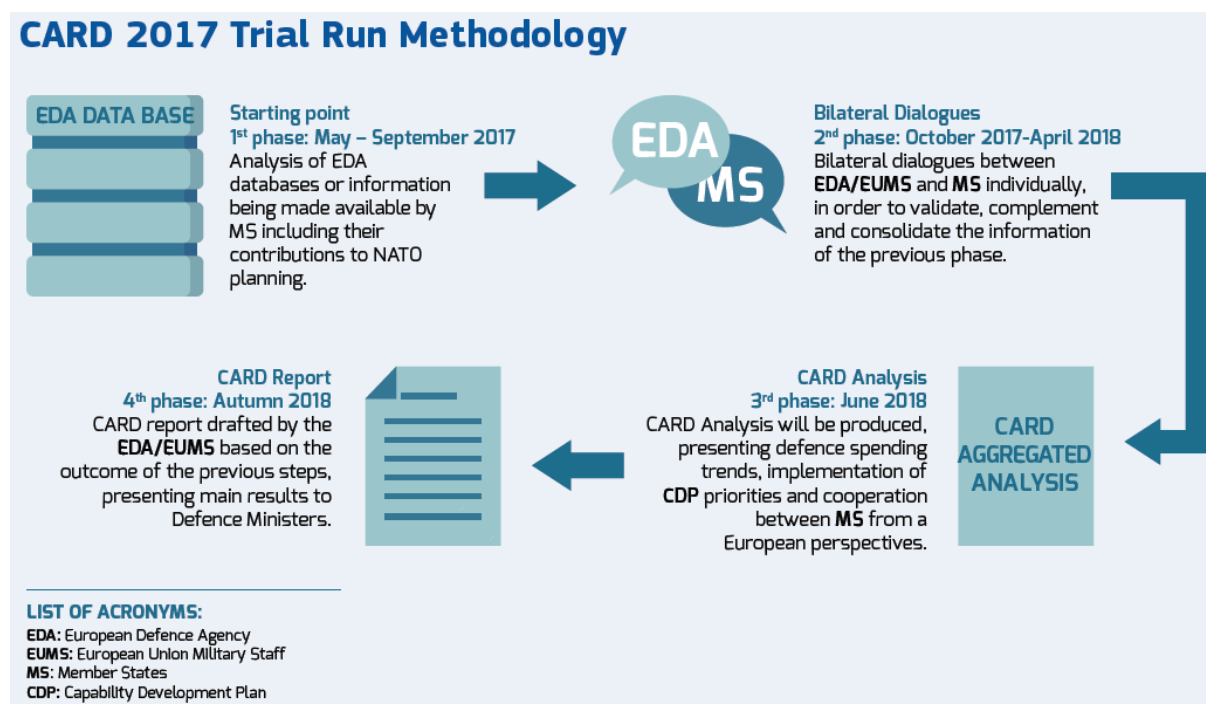 CARD 2017 Trial Run Methodology
EDA DATA BASE
Starting point
1st phase: May – September 2017
Analysis of EDA
databases or information
being made available by
MS including their
contributions to NATO
planning.
EDA
MS
Bilateral Dialogues
2nd phase: October 2017-April 2018
Bilateral dialogues between
EDA/EUMS and MS individually,
in order to validate, complement
and consolidate the information
of the previous phase.
CARD
AGGREGATED
ANALYSIS
CARD Analysis
3rd phase: June 2018
CARD Analysis will be produced,
presenting defence spending
trends, implementation of
CDP priorities and cooperation
between MS from a
European perspectives.
CARD Report
4th phase: Autumn 2018
CARD report drafted by the
EDA/EUMS based on the
outcome of the previous steps,
presenting main results to
Defence Ministers.
LIST OF ACRONYMS:
EDA: European Defence Agency
EUMS: European Union Military Staff
MS: Member States
CDP: Capability Development Plan